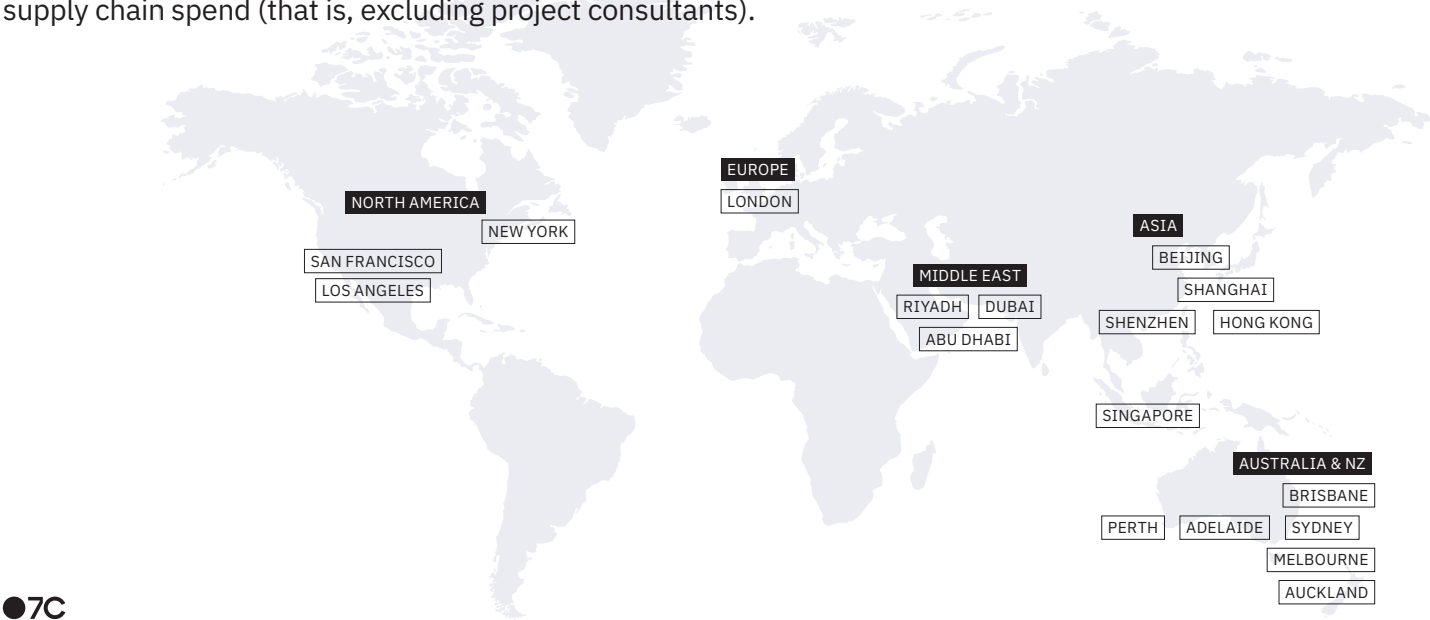 supply chain spend (that is, excluding project consultants).
EUROPE
LONDON
NORTH AMERICA
NEW YORK
SAN FRANCISCO
LOS ANGELES
MIDDLE EAST
RIYADH DUBAI
ABU DHABI
ASIA
BEIJING
SHANGHAI
SHENZHEN HONG KONG
SINGAPORE
AUSTRALIA & NZ
BRISBANE
PERTH ADELAIDE SYDNEY
MELBOURNE
AUCKLAND
7C